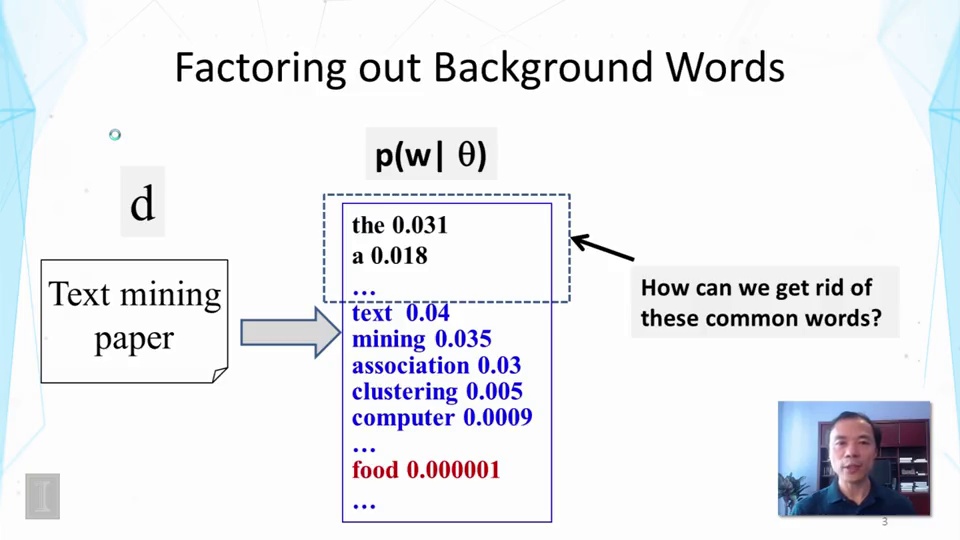 Factoring out Background Words
p(w| θ)
d
Text mining
paper
the 0.031
a 0.018
...
text 0.04
mining 0.035
association 0.03
clustering 0.005
computer 0.0009
...
food 0.000001
...
How can we get rid of
these common words?
I
3